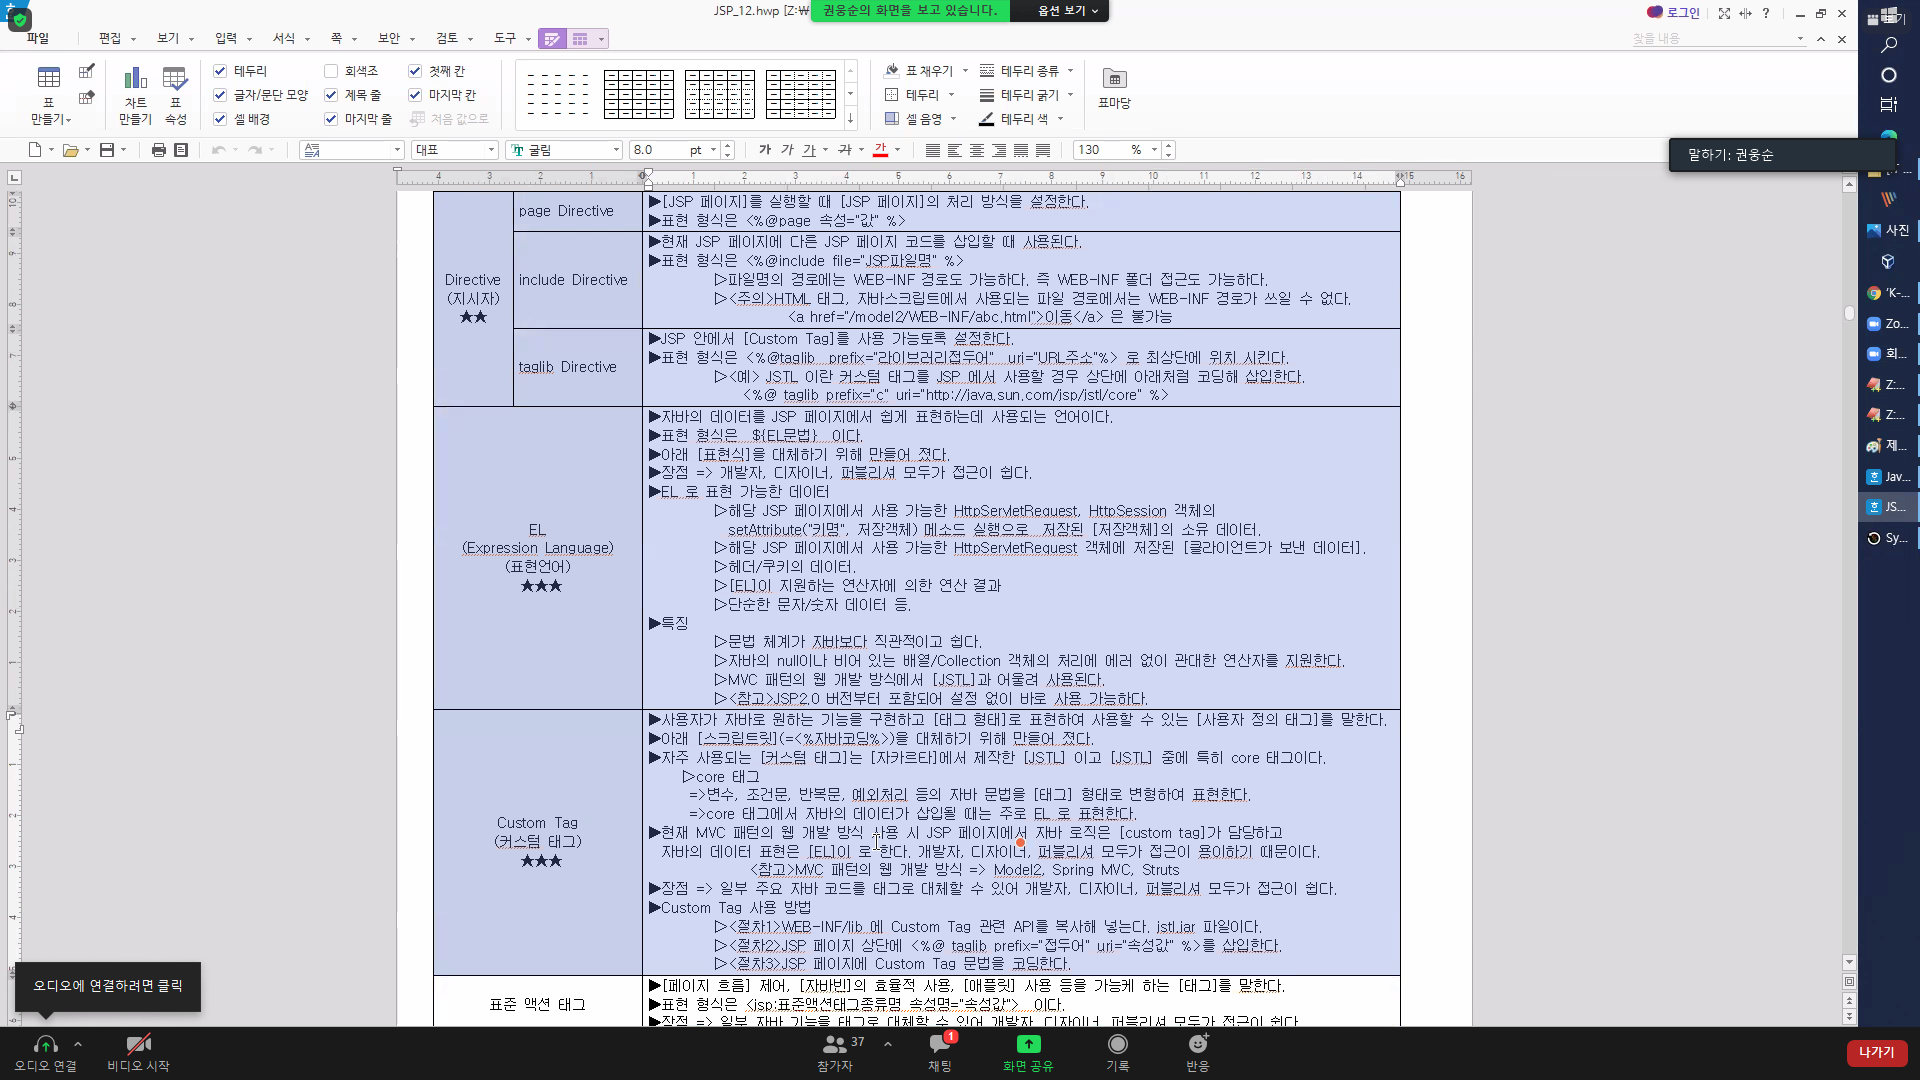 JSP_12.hwp [Z:₩
권웅순의 화면을 보고 있습니다.
옵션 보기
로그인
파일
편집
보기
입력
서식
쪽
보안
검토
도구
찾을 내용
표
만들기
차트
만들기
표
속성
테두리
회색조
첫째 칸
글자/문단 모양
제목 줄
마지막 칸
셀 배경
마지막 줄
처음 값으로
표 채우기
테두리 종류
테두리
테두리 굵기
셀 음영
테두리 색
표마당
대표
굴림
8.0
pt
130
%
말하기: 권웅순
page Directive
▶[JSP 페이지]를 실행할 때 [JSP 페이지]의 처리 방식을 설정한다.
▶표현 형식은 <%@page 속성="값" %>
Directive
(지시자)
★★
include Directive
▶현재 JSP 페이지에 다른 JSP 페이지 코드를 삽입할 때 사용된다.
▶표현 형식은 <%@include file="JSP파일명" %>
▷파일명의 경로에는 WEB-INF 경로도 가능하다. 즉 WEB-INF 폴더 접근도 가능하다.
▷<주의>HTML 태그, 자바스크립트에서 사용되는 파일 경로에서는 WEB-INF 경로가 쓰일 수 없다.
<a href="/model2/WEB-INF/abc.html">이동</a> 은 불가능
taglib Directive
▶JSP 안에서 [Custom Tag]를 사용 가능토록 설정한다.
▶표현 형식은 <%@taglib prefix="라이브러리접두어" uri="URL주소"%> 로 최상단에 위치 시킨다.
▷<예> JSTL 이란 커스텀 태그를 JSP 에서 사용할 경우 상단에 아래처럼 코딩해 삽입한다.
<%@ taglib prefix="c" uri="http://java.sun.com/jsp/jstl/core" %>
EL
(Expression Language)
(표현언어)
★★★
▶자바의 데이터를 JSP 페이지에서 쉽게 표현하는데 사용되는 언어이다.
▶표현 형식은 ${EL문법} 이다.
▶아래 [표현식]을 대체하기 위해 만들어 졌다.
▶장점 => 개발자, 디자이너, 퍼블리셔 모두가 접근이 쉽다.
▶EL 로 표현 가능한 데이터
▷해당 JSP 페이지에서 사용 가능한 HttpServletRequest, HttpSession 객체의
setAttribute("키명", 저장객체) 메소드 실행으로 저장된 [저장객체]의 소유 데이터.
▷해당 JSP 페이지에서 사용 가능한 HttpServletRequest 객체에 저장된 [클라이언트가 보낸 데이터].
▷헤더/쿠키의 데이터.
▷[EL]이 지원하는 연산자에 의한 연산 결과
▷단순한 문자/숫자 데이터 등.
▶특징
▷문법 체계가 자바보다 직관적이고 쉽다.
▷자바의 null이나 비어 있는 배열/Collection 객체의 처리에 에러 없이 관대한 연산자를 지원한다.
▷MVC 패턴의 웹 개발 방식에서 [JSTL]과 어울려 사용된다.
▷<참고>JSP2.0 버전부터 포함되어 설정 없이 바로 사용 가능하다.
Custom Tag
(커스텀 태그)
★★★
▶사용자가 자바로 원하는 기능을 구현하고 [태그 형태]로 표현하여 사용할 수 있는 [사용자 정의 태그]를 말한다.
▶아래 [스크립트릿](=<%자바코딩%>)을 대체하기 위해 만들어 졌다.
▶자주 사용되는 [커스텀 태그]는 [자카르타]에서 제작한 [JSTL] 이고 [JSTL] 중에 특히 core 태그이다.
▷core 태그
=>변수, 조건문, 반복문, 예외처리 등의 자바 문법을 [태그] 형태로 변형하여 표현한다.
=>core 태그에서 자바의 데이터가 삽입될 때는 주로 EL 로 표현한다.
▶현재 MVC 패턴의 웹 개발 방식 사용 시 JSP 페이지에서 자바 로직은 [custom tag]가 담당하고
자바의 데이터 표현은 [EL]이 로 한다. 개발자, 디자이너, 퍼블리셔 모두가 접근이 용이하기 때문이다.
<참고>MVC 패턴의 웹 개발 방식 => Model2, Spring MVC, Struts
▶장점 => 일부 주요 자바 코드를 태그로 대체할 수 있어 개발자, 디자이너, 퍼블리셔 모두가 접근이 쉽다.
▶Custom Tag 사용 방법
▷<절차1>WEB-INF/lib 에 Custom Tag 관련 API를 복사해 넣는다. jstl.jar 파일이다.
▷<절차2>JSP 페이지 상단에 <%@ taglib prefix="접두어" uri="속성값" %>를 삽입한다.
▷<절차3>JSP 페이지에 Custom Tag 문법을 코딩한다.
표준 액션 태그
▶[페이지 흐름] 제어, [자바빈]의 효율적 사용, [애플릿] 사용 등을 가능케 하는 [태그]를 말한다.
▶표현 형식은 <jsp:표준액션태그종류명 속성명="속성값"> 이다.
▶장점 => 일부 자바 기능을 태그로 대체할 수 있어 개발자, 디자이너, 퍼블리셔 모두가 접근이 쉽다.
사진
'K-...
Zo...
회...
Z:...
Z:...
제...
Jav...
JS...
Sy...
오디오에 연결하려면 클릭
오디오 연결
비디오 시작
37
참가자
1
채팅
화면 공유
기록
반응
나가기